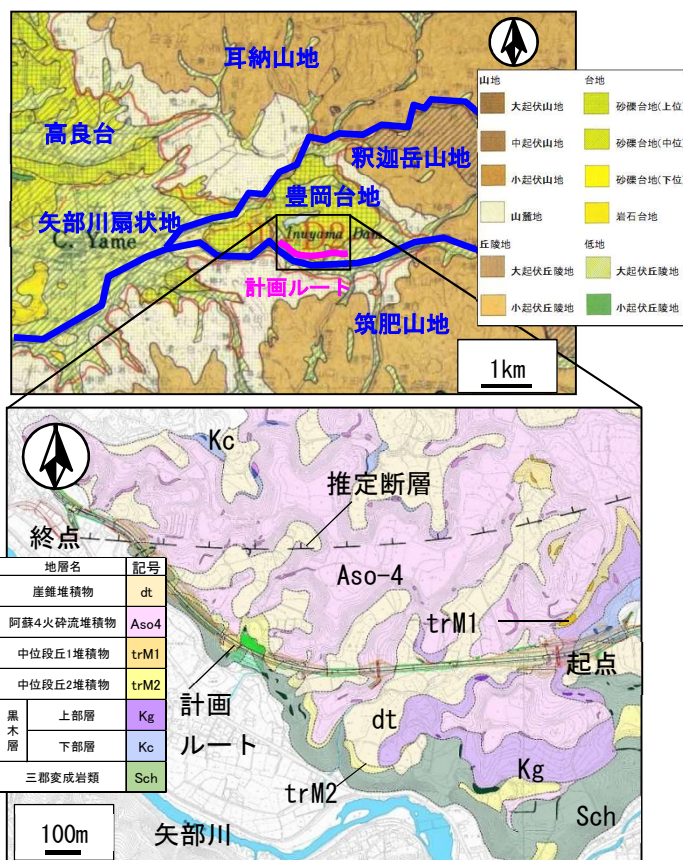 耳納山地
高良台
釈迦岳山地
豊岡台地
矢部川扇状地
C. Yame
Inuyama Dam
計画ルート
筑肥山地
1km
山地
台地
大起伏山地
砂礫台地(上位)
中起伏山地
砂礫台地(中位)
小起伏山地
砂礫台地(下位)
山麓地
岩石台地
丘陵地
低地
大起伏丘陵地
大起伏丘陵地
小起伏丘陵地
小起伏丘陵地
Kc
推定断層
終点
Aso-4
trM1
起点
地層名
記号
崖錐堆積物
dt
阿蘇4火砕流堆積物
Aso4
中位段丘1堆積物
trM1
中位段丘2堆積物
trM2
黒木層
上部層
Kg
下部層
Kc
三郡変成岩類
Sch
計画
ルート
dt
trM2
Kg
Sch
100m
矢部川